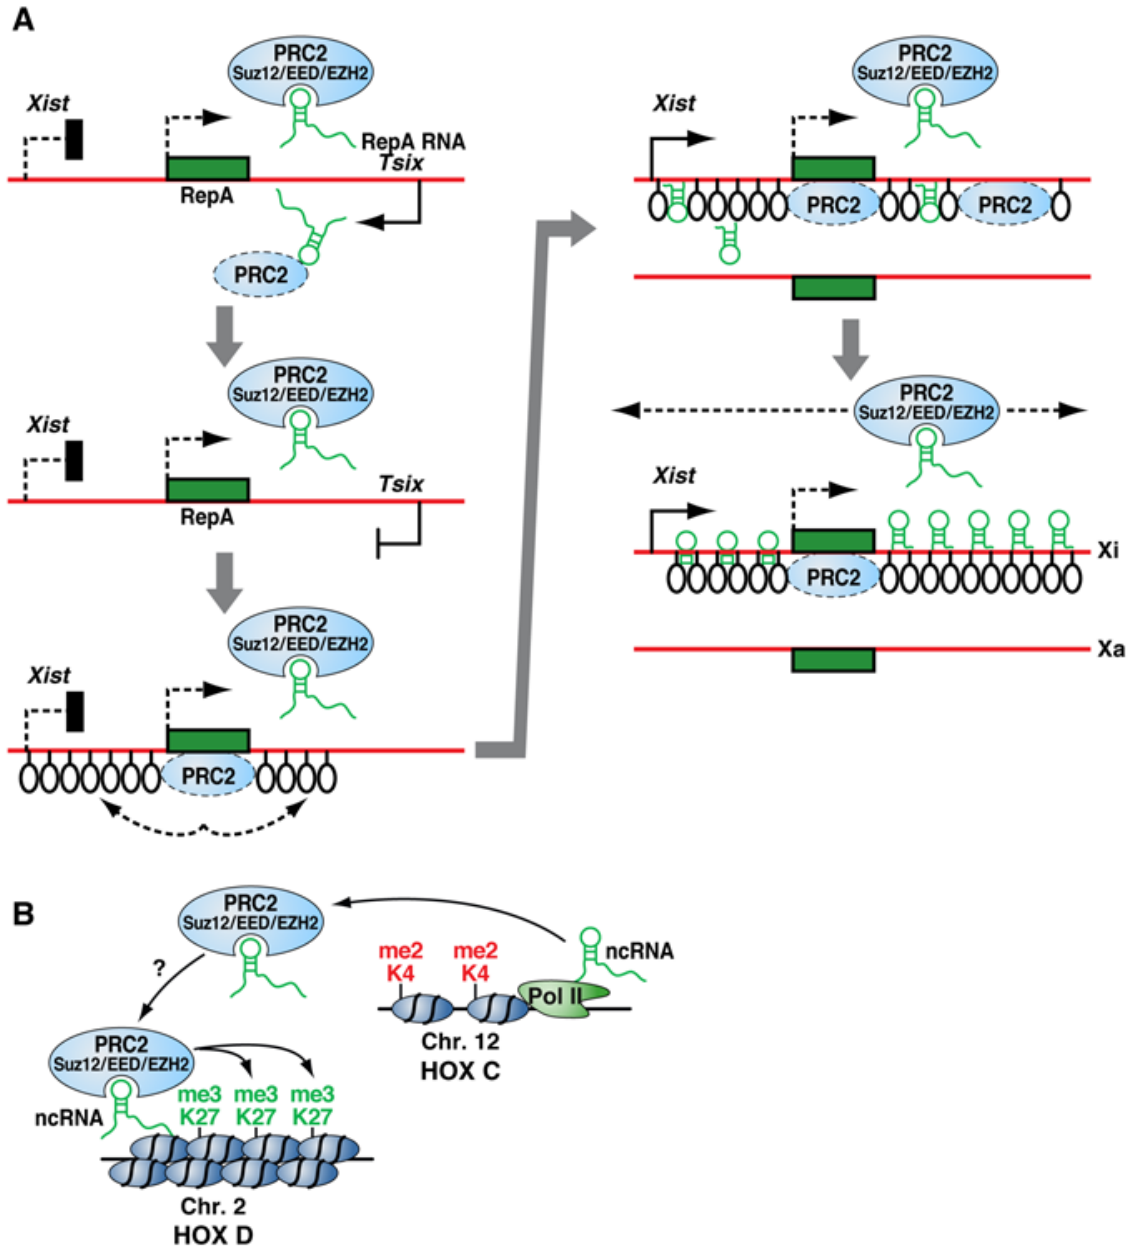 A
PRC2
Suz12/EED/EZH2
Xist
RepA RNA
Tsix
RepA
PRC2
PRC2
Suz12/EED/EZH2
Xist
Tsix
RepA
PRC2
Suz12/EED/EZH2
Xist
PRC2
PRC2
Suz12/EED/EZH2
Xist
PRC2
PRC2
PRC2
Suz12/EED/EZH2
Xist
Xi
PRC2
Xa
B
PRC2
Suz12/EED/EZH2
ncRNA
me2 me2
K4 K4
Pol II
Chr. 12
HOX C
?
PRC2
Suz12/EED/EZH2
me3 me3 me3
ncRNA
K27 K27 K27
Chr. 2
HOX D